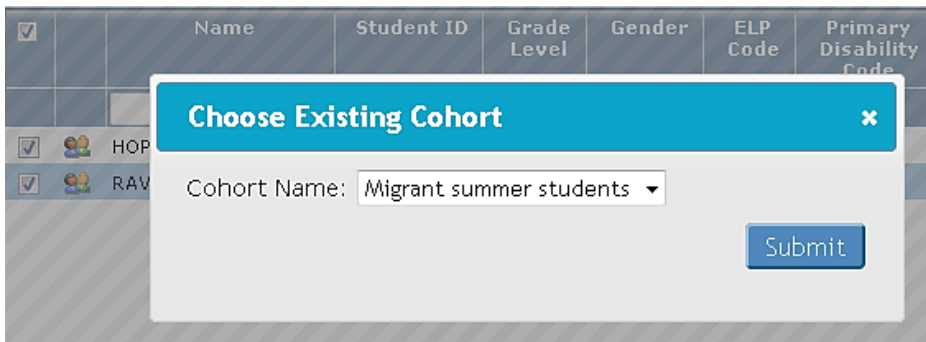 Name Student ID Grade Level Gender ELP Code Primary Disability Code
Choose Existing Cohort ×
HOP
RAV
Cohort Name: Migrant summer students
Submit